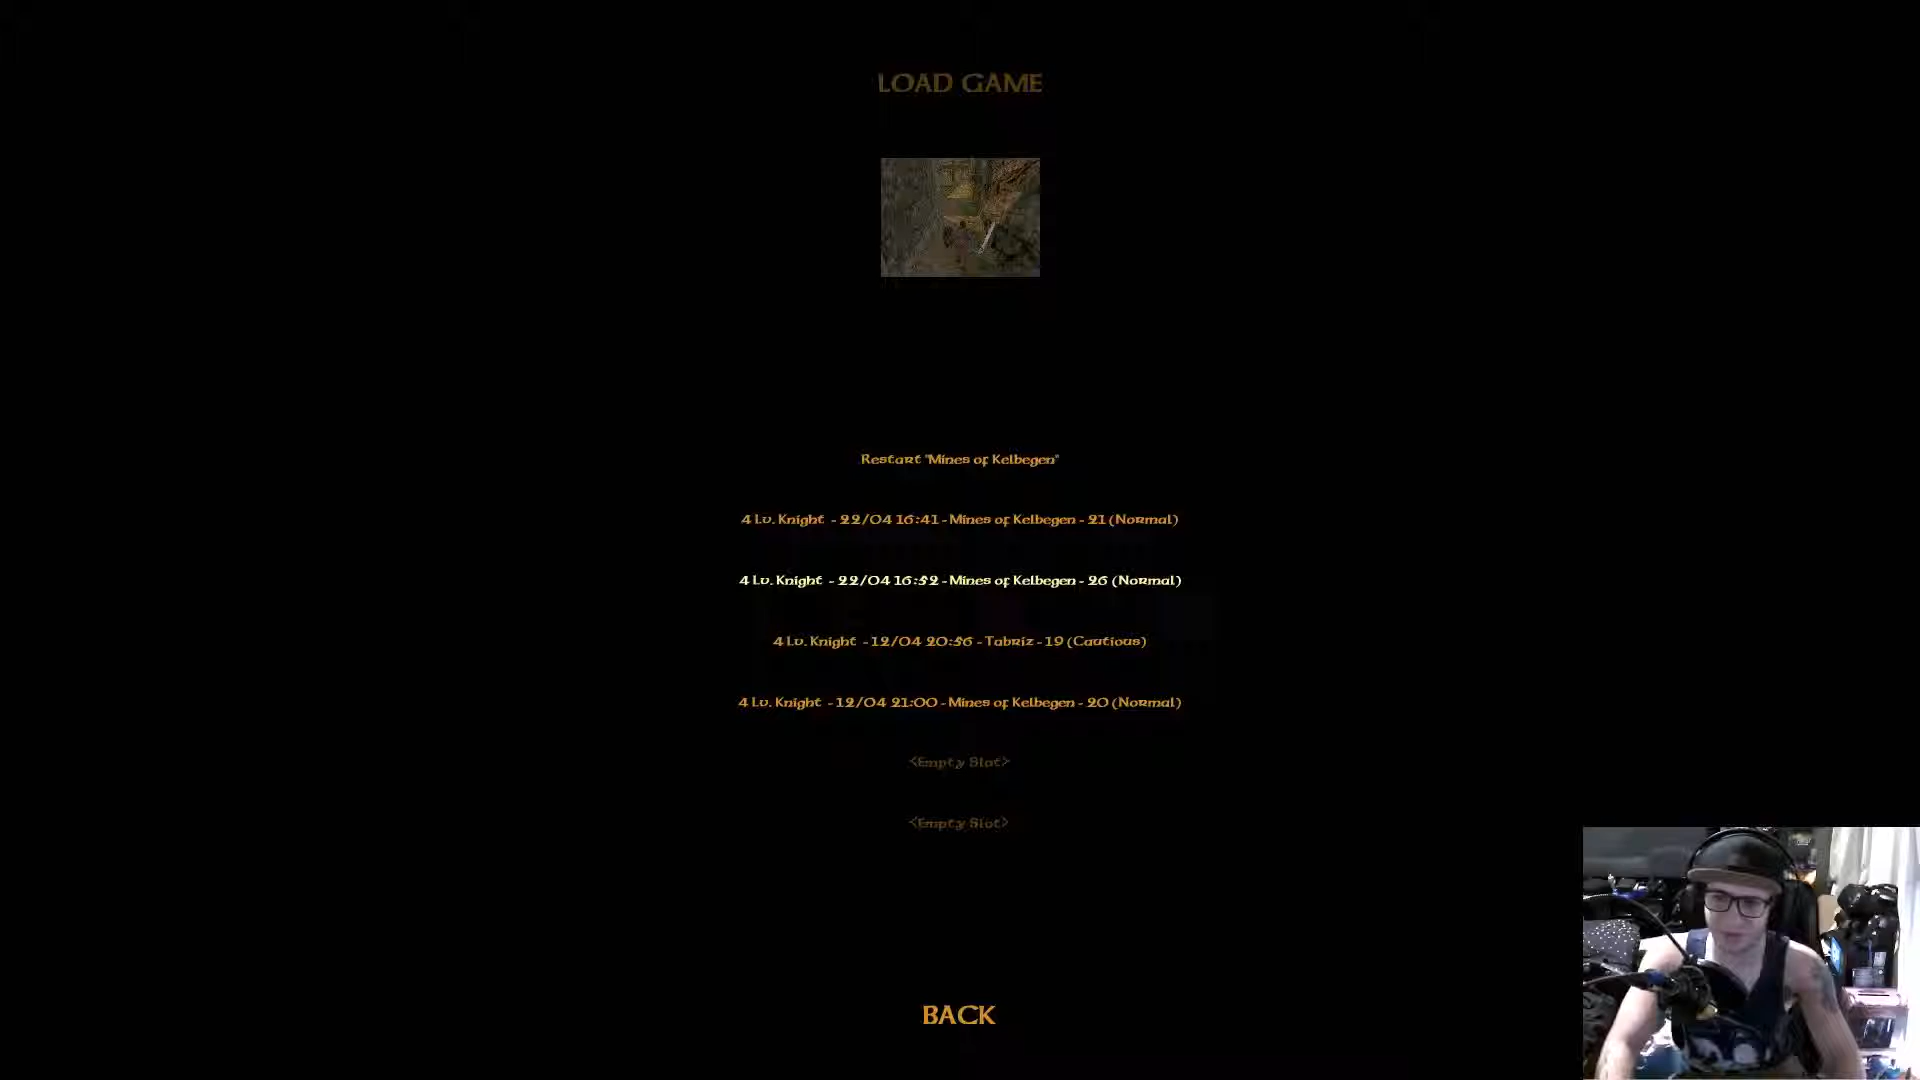 LOAD GAME
Restart "Mines of Kelbegen"
4 Lv. Knight - 22/04 16:41 - Mines of Kelbegen - 21 (Normal)
4 Lv. Knight - 22/04 16:52 - Mines of Kelbegen - 26 (Normal)
4 Lv. Knight - 12/04 20:56 - Tabriz - 19 (Cautious)
4 Lv. Knight - 12/04 21:00 - Mines of Kelbegen - 20 (Normal)
<Empty Slot>
<Empty Slot>
BACK